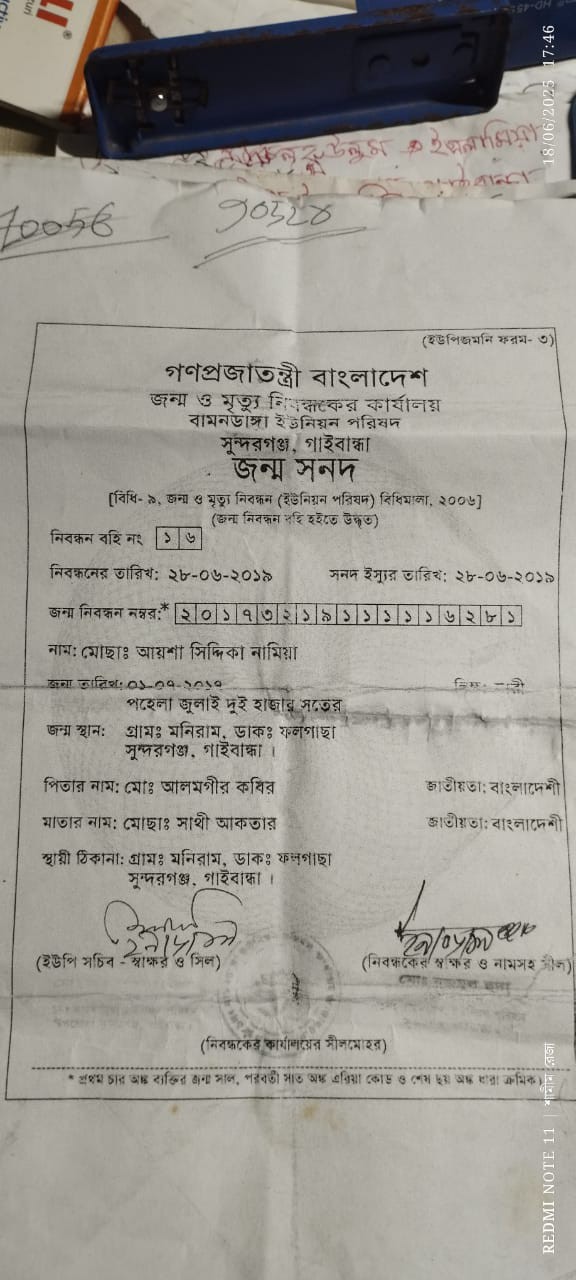 70056
90328
(ইউপিজমনি ফরম- ৩)
গণপ্রজাতন্ত্রী বাংলাদেশ
জন্ম ও মৃত্যু নিবন্ধকের কার্যালয়
বামনডাঙ্গা ইউনিয়ন পরিষদ
সুন্দরগঞ্জ, গাইবান্ধা
জন্ম সনদ
[বিধি- ৯, জন্ম ও মৃত্যু নিবন্ধন (ইউনিয়ন পরিষদ) বিধিমালা, ২০০৬]
(জন্ম নিবন্ধন বহি হইতে উদ্ধৃত)
নিবন্ধন বহি নং ১৬
নিবন্ধনের তারিখ: ২৮-০৬-২০১৯ সনদ ইস্যুর তারিখ: ২৮-০৬-২০১৯
জন্ম নিবন্ধন নম্বর:* ২০১৭৩২১৯১১১১১৬২৮১
নাম: মোছাঃ আয়শা সিদ্দিকা নামিয়া
জন্ম তারিখ: ০১-০৭-২০১৭
পহেলা জুলাই দুই হাজার সতের
জন্ম স্থান: গ্রামঃ মনিরাম, ডাকঃ ফলগাছা
সুন্দরগঞ্জ, গাইবান্ধা ।
পিতার নাম: মোঃ আলমগীর কবির জাতীয়তা: বাংলাদেশী
মাতার নাম: মোছাঃ সাথী আকতার জাতীয়তা: বাংলাদেশী
স্থায়ী ঠিকানা: গ্রামঃ মনিরাম, ডাকঃ ফলগাছা
সুন্দরগঞ্জ, গাইবান্ধা ।
(ইউপি সচিব - স্বাক্ষর ও সিল) (নিবন্ধকের স্বাক্ষর ও নামসহ সীল)
(নিবন্ধকের কার্যালয়ের সীলমোহর)
* প্রথম চার অঙ্ক ব্যক্তির জন্ম সাল, পরবর্তী সাত অঙ্ক এরিয়া কোড ও শেষ ছয় অঙ্ক ধারা ক্রমিক)
18/06/2025 17:46
REDMI NOTE 11 | শামীম রেজা